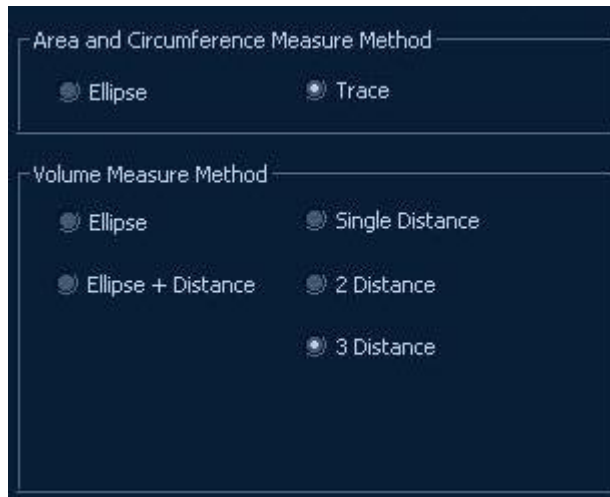 Area and Circumference Measure Method
Ellipse Trace
Volume Measure Method
Ellipse Single Distance
Ellipse + Distance 2 Distance
3 Distance